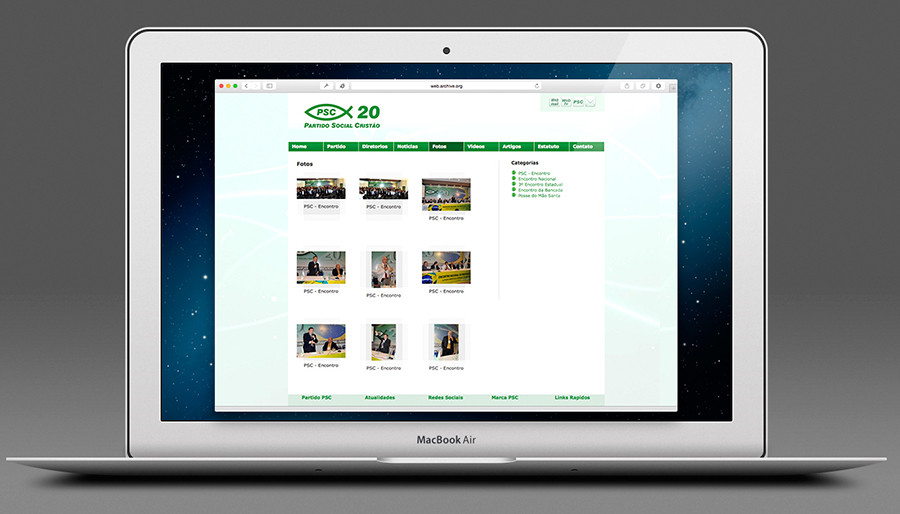 web.archive.org
PSC 20
PARTIDO SOCIAL CRISTÃO
PSC
Home Partido Diretorios Noticias Fotos Videos Artigos Estatuto Contato
Fotos
Categorias
PSC - Encontro
Encontro Nacional
3º Encontro Estadual
Encontro da Bancada
Posse do Mão Santa
PSC - Encontro PSC - Encontro PSC - Encontro
PSC - Encontro PSC - Encontro PSC - Encontro
PSC - Encontro PSC - Encontro PSC - Encontro
Partido PSC Atualidades Redes Sociais Marca PSC Links Rapidos
MacBook Air